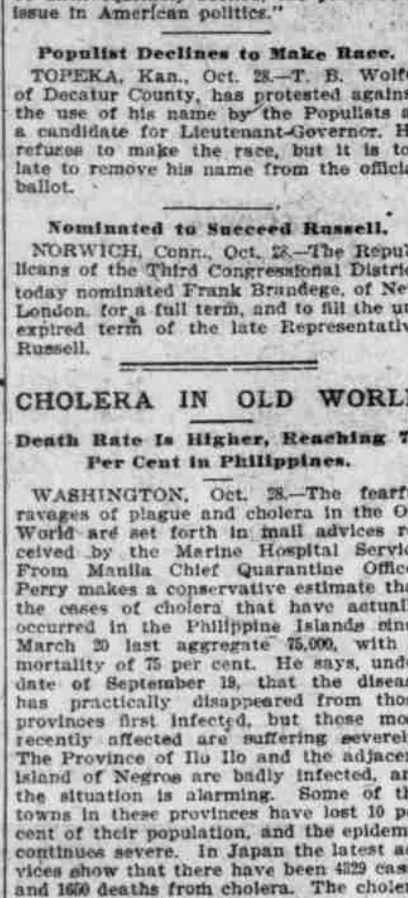 issue in American politics."
Populist Declines to Make Race.
TOPEKA, Kan., Oct. 28.—T. B. Wolf
of Decatur County, has protested agains
the use of his name by the Populists a
a candidate for Lieutenant-Governor. H
refuses to make the race, but it is to
late to remove his name from the offici
ballot.
Nominated to Succeed Russell.
NORWICH, Conn., Oct. 28.—The Repub
licans of the Third Congressional Distric
today nominated Frank Brandege, of Ne
London, for a full term, and to fill the un
expired term of the late Representativ
Russell.
CHOLERA IN OLD WORL
Death Rate Is Higher, Reaching 7
Per Cent in Philippines.
WASHINGTON, Oct. 28.—The fearf
ravages of plague and cholera in the O
World are set forth in mail advices r
ceived by the Marine Hospital Servic
From Manila Chief Quarantine Office
Perry makes a conservative estimate tha
the cases of cholera that have actuall
occurred in the Philippine Islands sinc
March 20 last aggregate 75,000, with
mortality of 75 per cent. He says, unde
date of September 19, that the diseas
has practically disappeared from thos
provinces first infected, but those mo
recently affected are suffering severel
The Province of Ilo Ilo and the adjacen
island of Negros are badly infected, an
the situation is alarming. Some of th
towns in these provinces have lost 10 p
cent of their population, and the epidem
continues severe. In Japan the latest a
vices show that there have been 4329 cas
and 1650 deaths from cholera. The choler